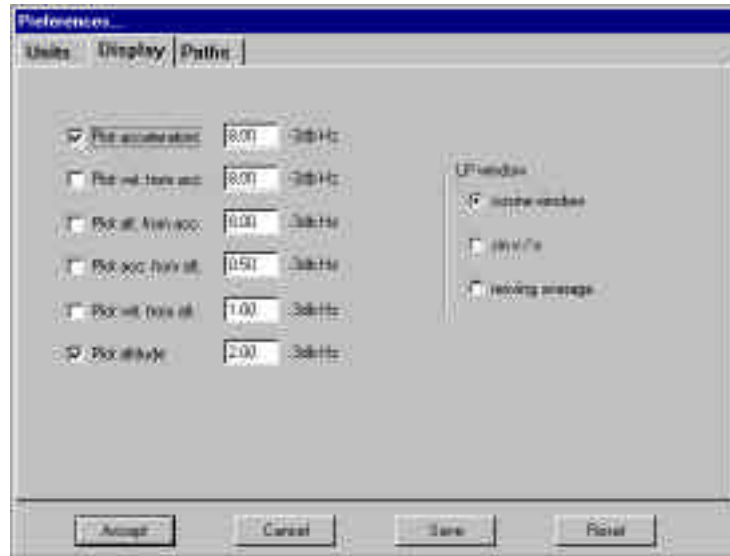 Preferences...
Units Display Paths
Plot acceleration: 8.00 -3db Hz
Plot vel. from acc. 8.00 -3db Hz
Plot alt. from acc. 8.00 -3db Hz
Plot acc. from alt. 0.50 -3db Hz
Plot vel. from alt. 1.00 -3db Hz
Plot altitude 2.00 -3db Hz
LP window
cosine window
sin x / x
moving average
Accept Cancel Save Reset